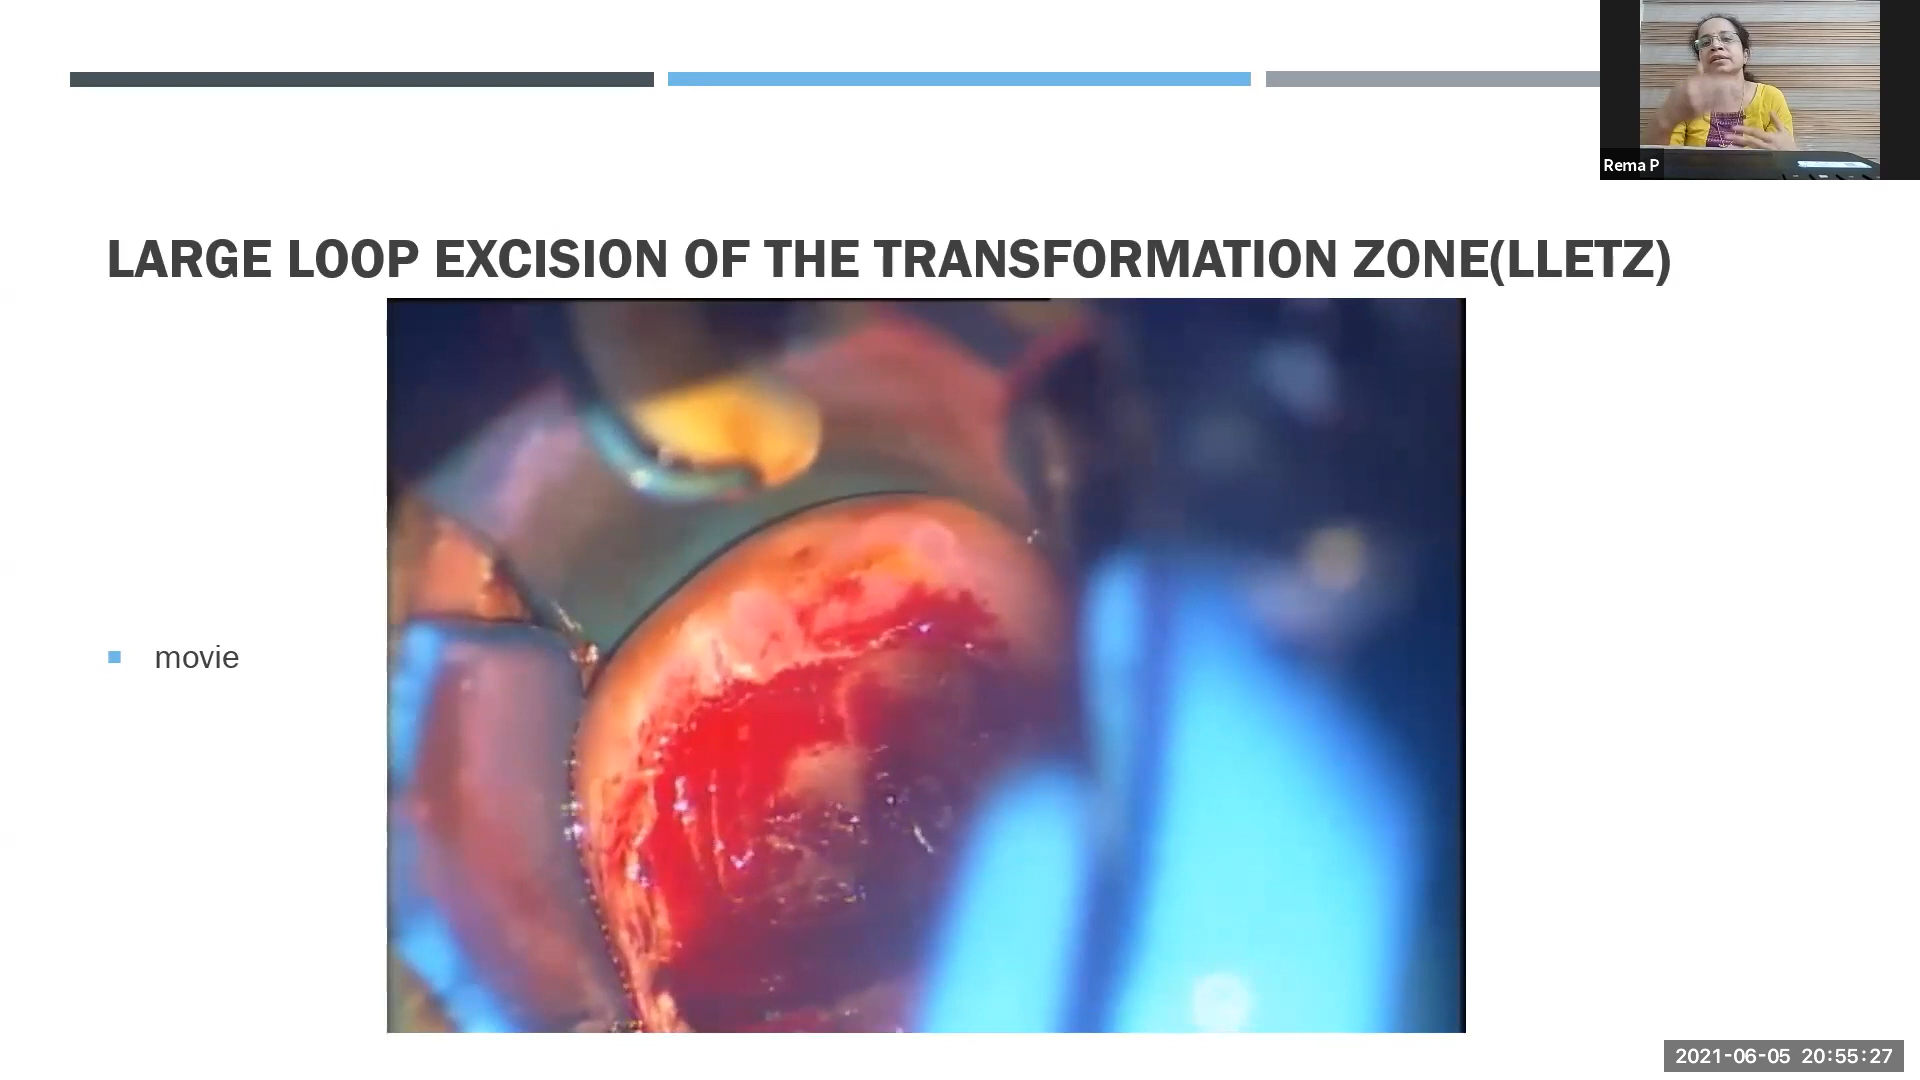 Rema P
LARGE LOOP EXCISION OF THE TRANSFORMATION ZONE(LLETZ)
movie
2021-06-05 20:55:27